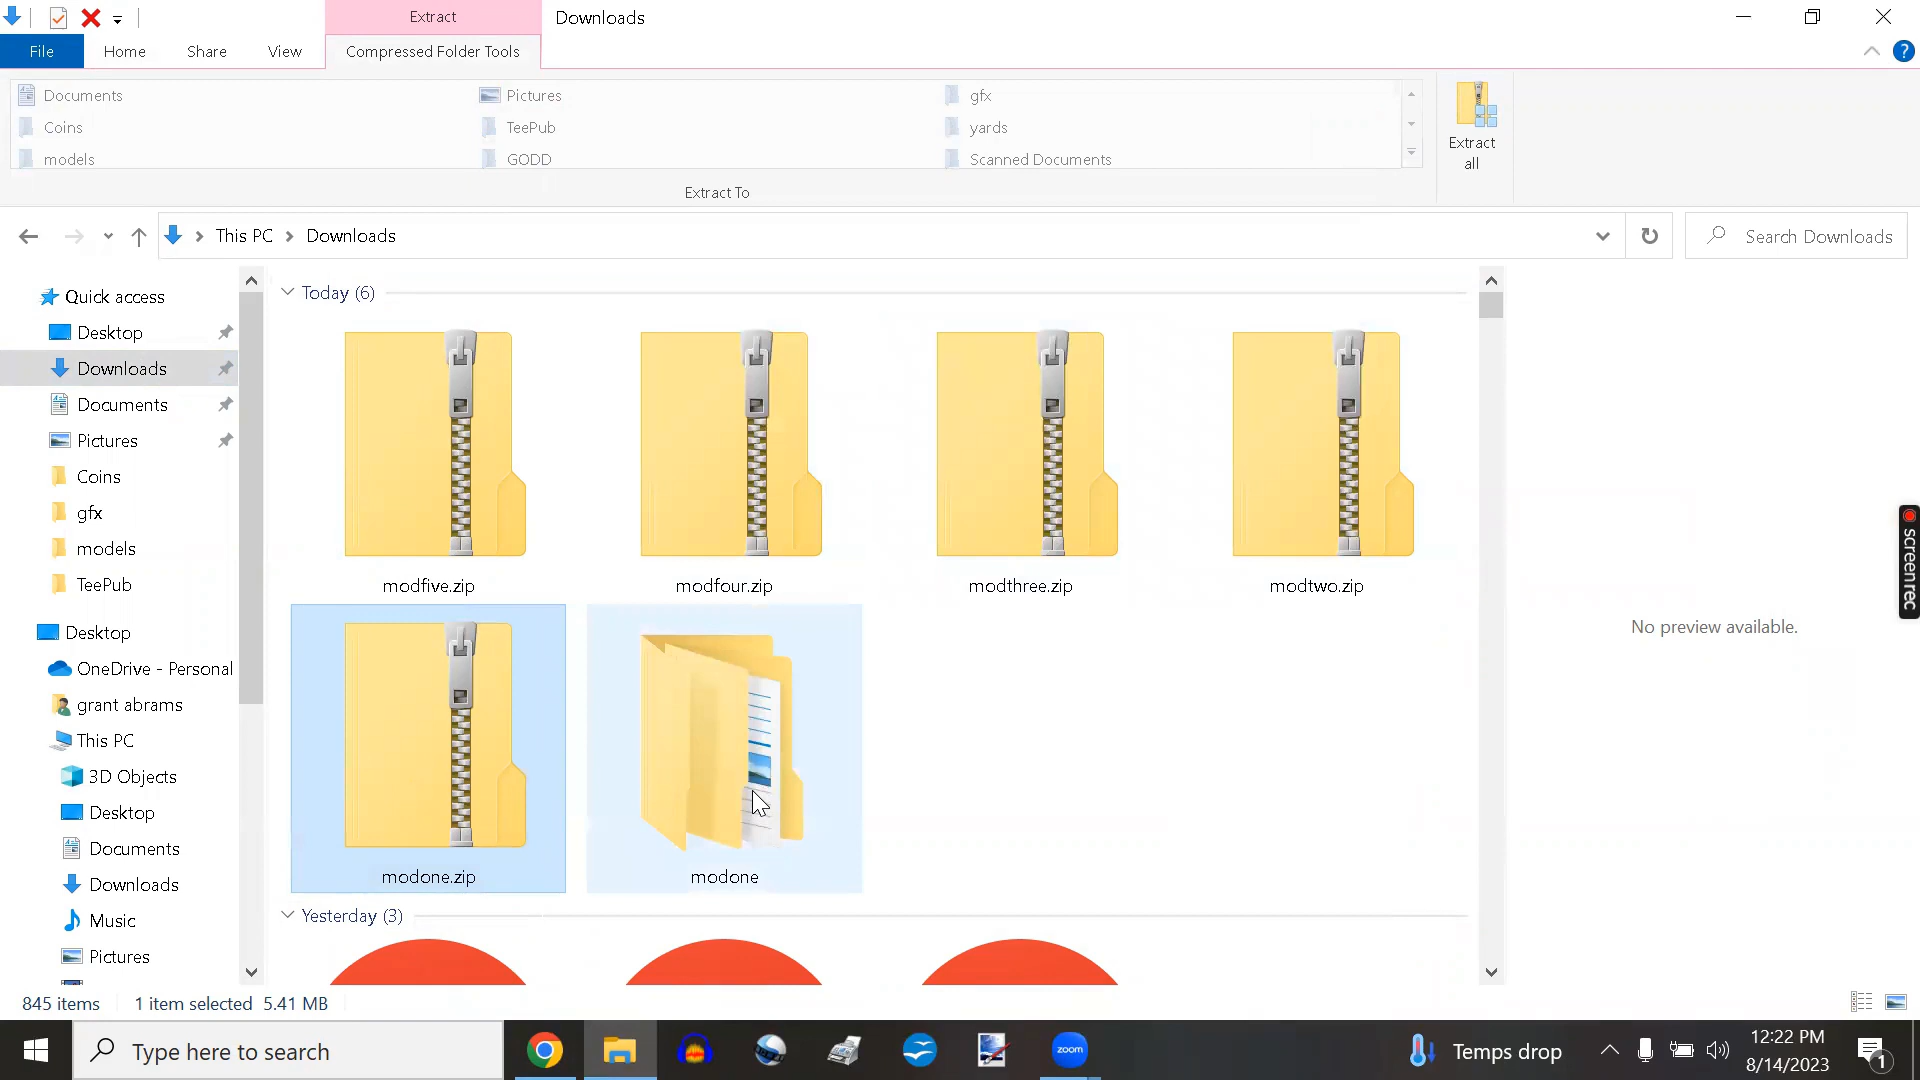 Extract
Downloads
File
Home
Share
View
Compressed Folder Tools
?
Documents
Pictures
gfx
Coins
TeePub
yards
models
GODD
Scanned Documents
Extract
all
Extract To
This PC
Downloads
Search Downloads
Quick access
Desktop
Downloads
Documents
Pictures
Coins
gfx
models
TeePub
Desktop
OneDrive - Personal
grant abrams
This PC
3D Objects
Desktop
Documents
Downloads
Music
Pictures
Today (6)
modfive.zip
modfour.zip
modthree.zip
modtwo.zip
modone.zip
modone
Yesterday (3)
No preview available.
screenrec
845 items
1 item selected 5.41 MB
Type here to search
zoom
Temps drop
12:22 PM
8/14/2023
1